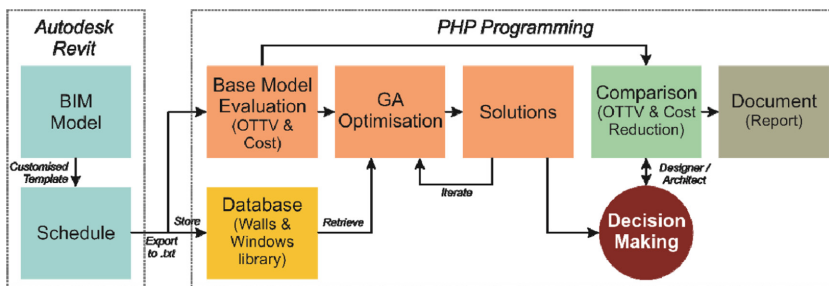 Autodesk
Revit
BIM
Model
Customised
Template
Schedule
Export
to .txt
Store
PHP Programming
Base Model
Evaluation
(OTTV &
Cost)
GA
Optimisation
Solutions
Iterate
Database
(Walls &
Windows
library)
Retrieve
Comparison
(OTTV & Cost
Reduction)
Designer /
Architect
Decision
Making
Document
(Report)